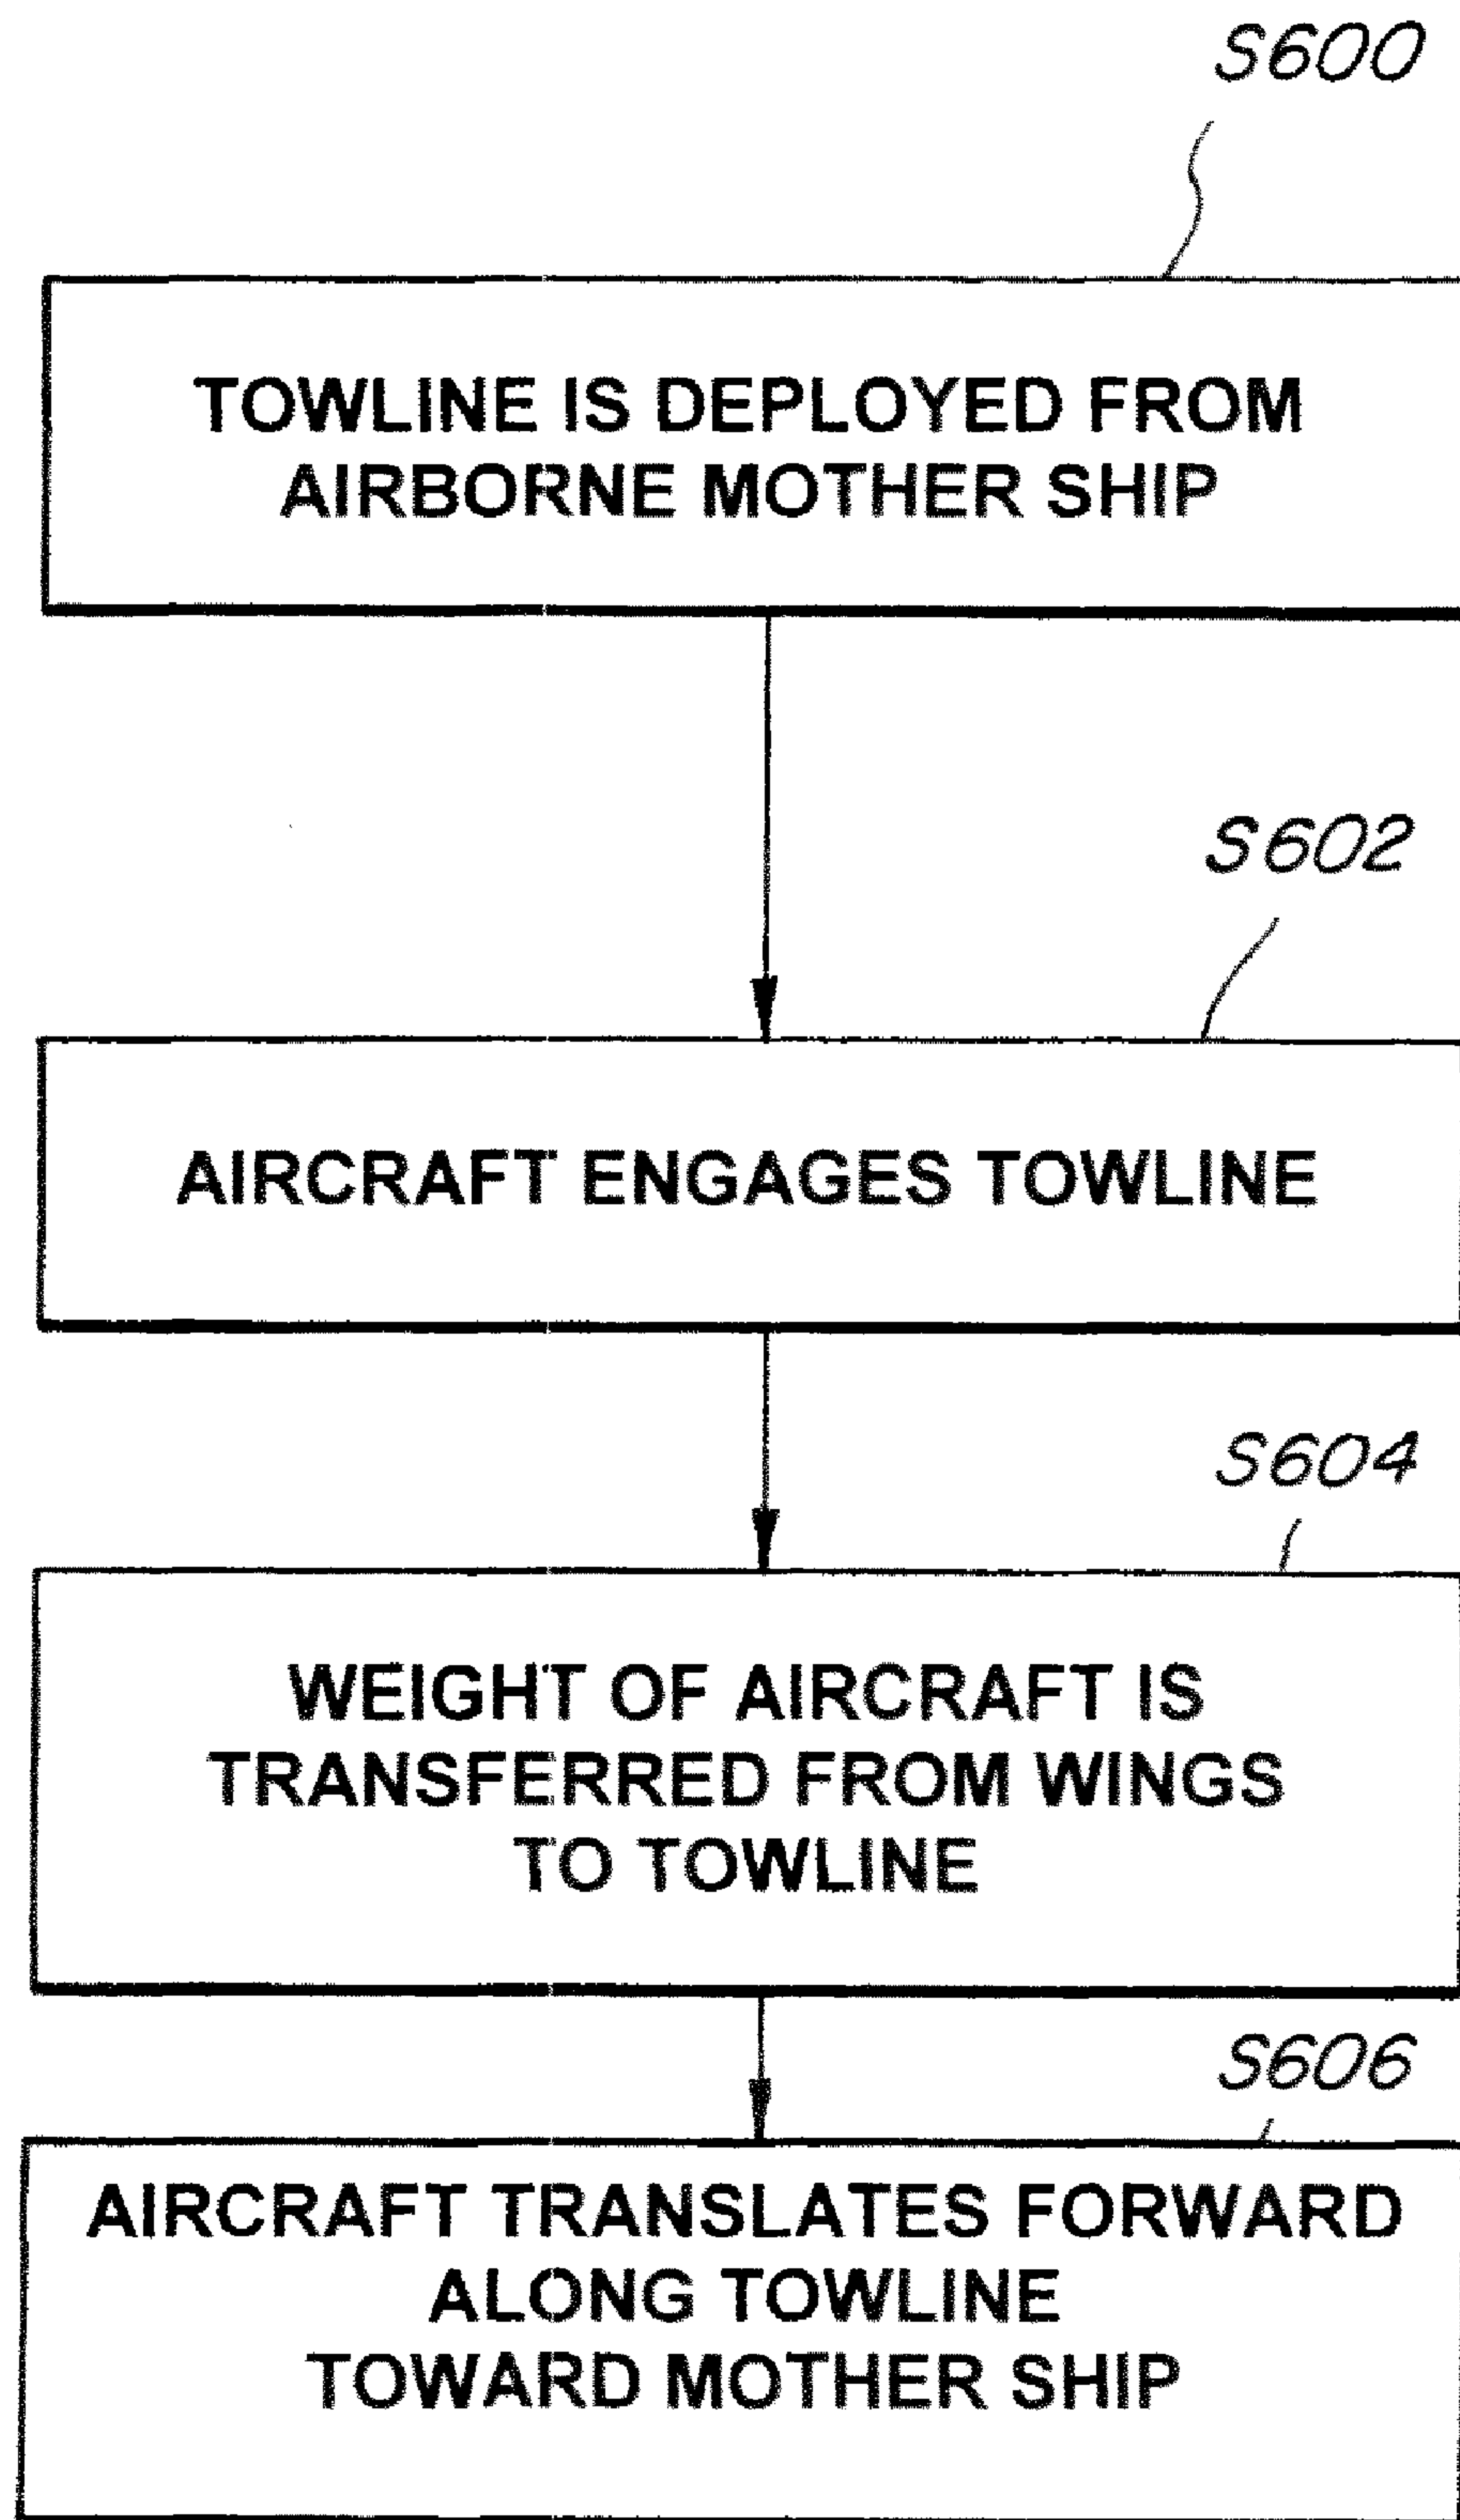 S600
TOWLINE IS DEPLOYED FROM
AIRBORNE MOTHER SHIP
S602
AIRCRAFT ENGAGES TOWLINE
S604
WEIGHT OF AIRCRAFT IS
TRANSFERRED FROM WINGS
TO TOWLINE
S606
AIRCRAFT TRANSLATES FORWARD
ALONG TOWLINE
TOWARD MOTHER SHIP